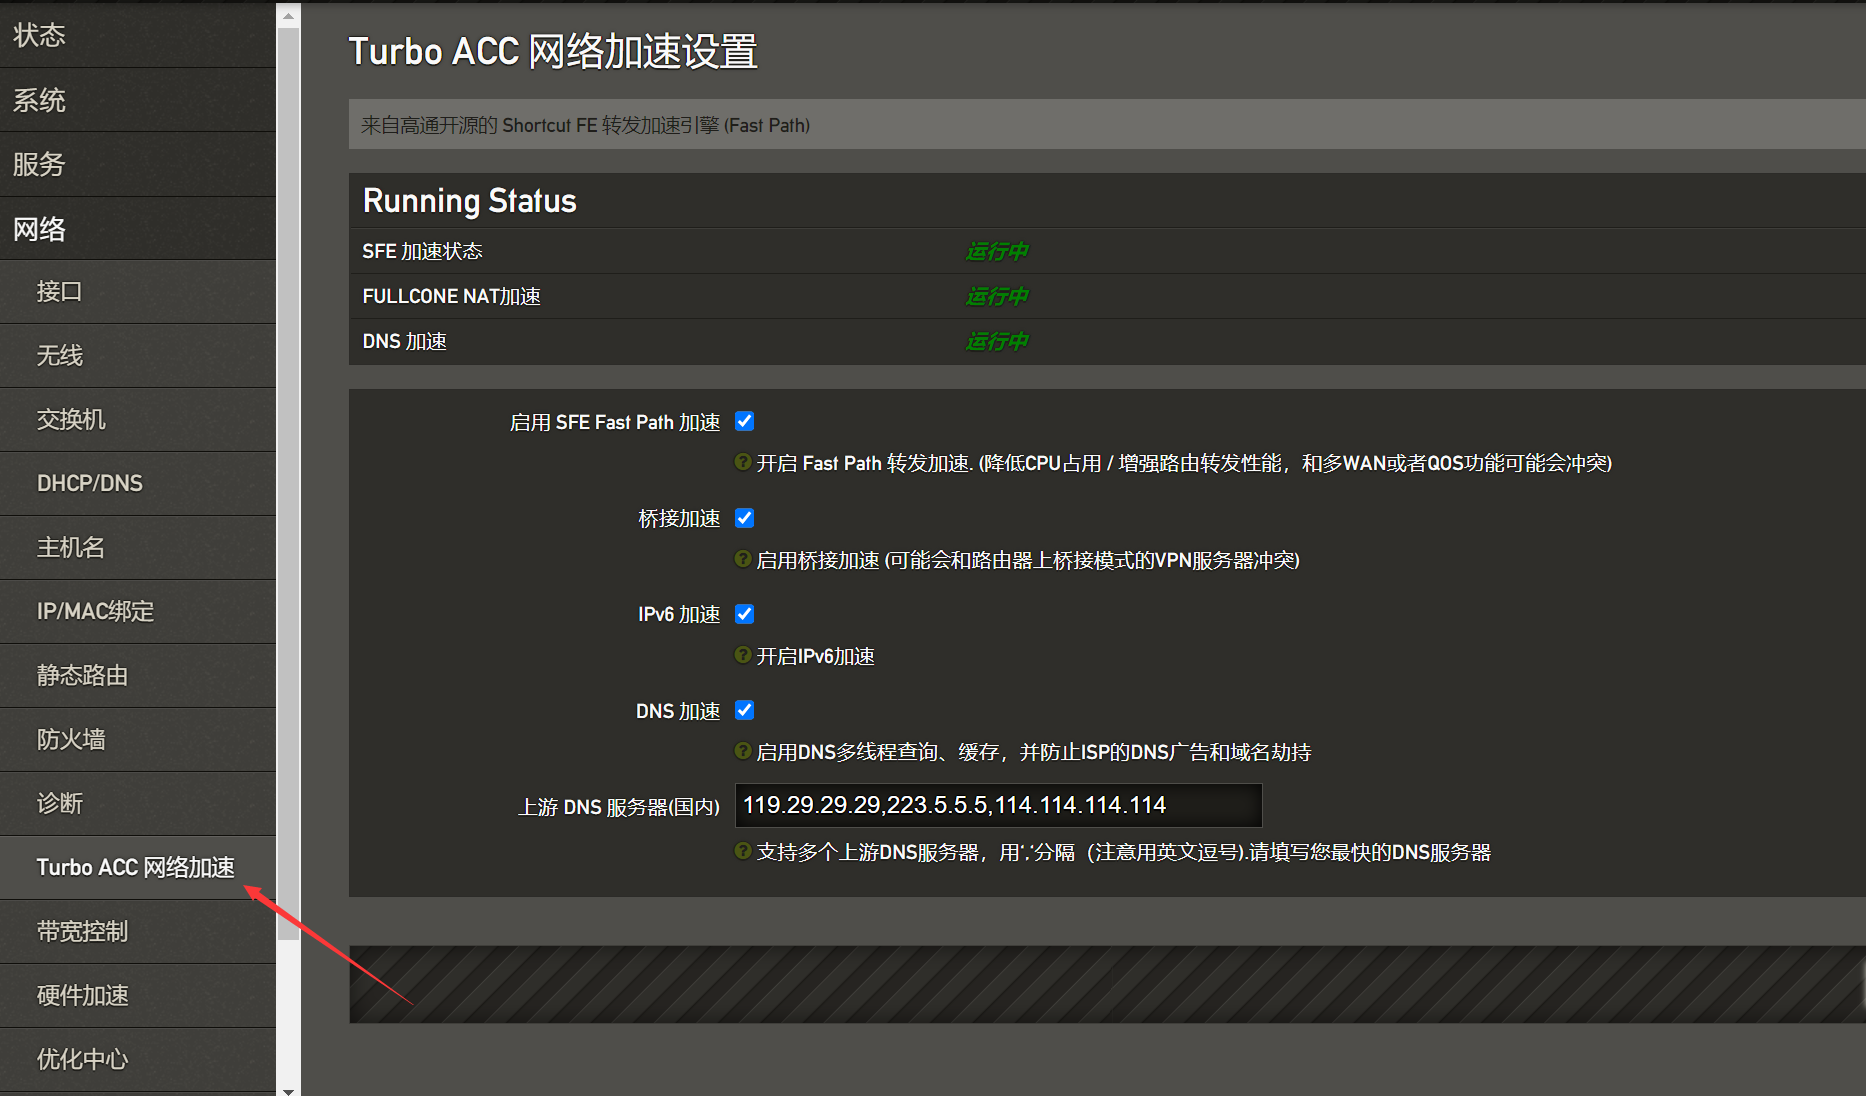 状态
系统
服务
网络
接口
无线
交换机
DHCP/DNS
主机名
IP/MAC绑定
静态路由
防火墙
诊断
Turbo ACC 网络加速
带宽控制
硬件加速
优化中心
Turbo ACC 网络加速设置
来自高通开源的 Shortcut FE 转发加速引擎 (Fast Path)
Running Status
SFE 加速状态 运行中
FULLCONE NAT加速 运行中
DNS 加速 运行中
启用 SFE Fast Path 加速
开启 Fast Path 转发加速. (降低CPU占用 / 增强路由转发性能，和多WAN或者QOS功能可能会冲突)
桥接加速
启用桥接加速 (可能会和路由器上桥接模式的VPN服务器冲突)
IPv6 加速
开启IPv6加速
DNS 加速
启用DNS多线程查询、缓存，并防止ISP的DNS广告和域名劫持
上游 DNS 服务器(国内) 119.29.29.29,223.5.5.5,114.114.114.114
支持多个上游DNS服务器，用','分隔（注意用英文逗号).请填写您最快的DNS服务器